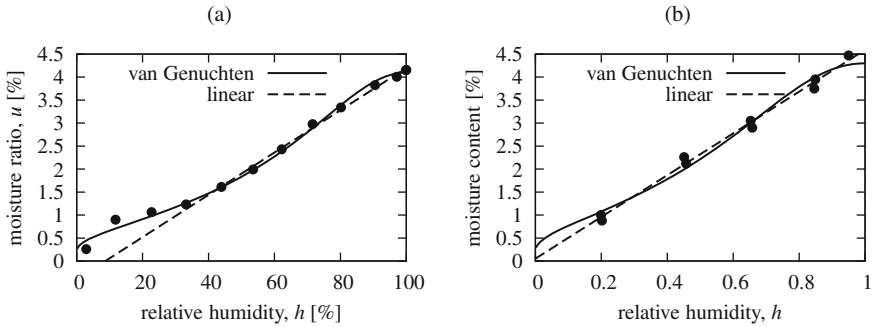 (a)
moisture ratio, u [%]
4.5
4
3.5
3
2.5
2
1.5
1
0.5
0
van Genuchten
linear
0 20 40 60 80 100
relative humidity, h [%]
(b)
moisture content [%]
4.5
4
3.5
3
2.5
2
1.5
1
0.5
0
van Genuchten
linear
0 0.2 0.4 0.6 0.8 1
relative humidity, h